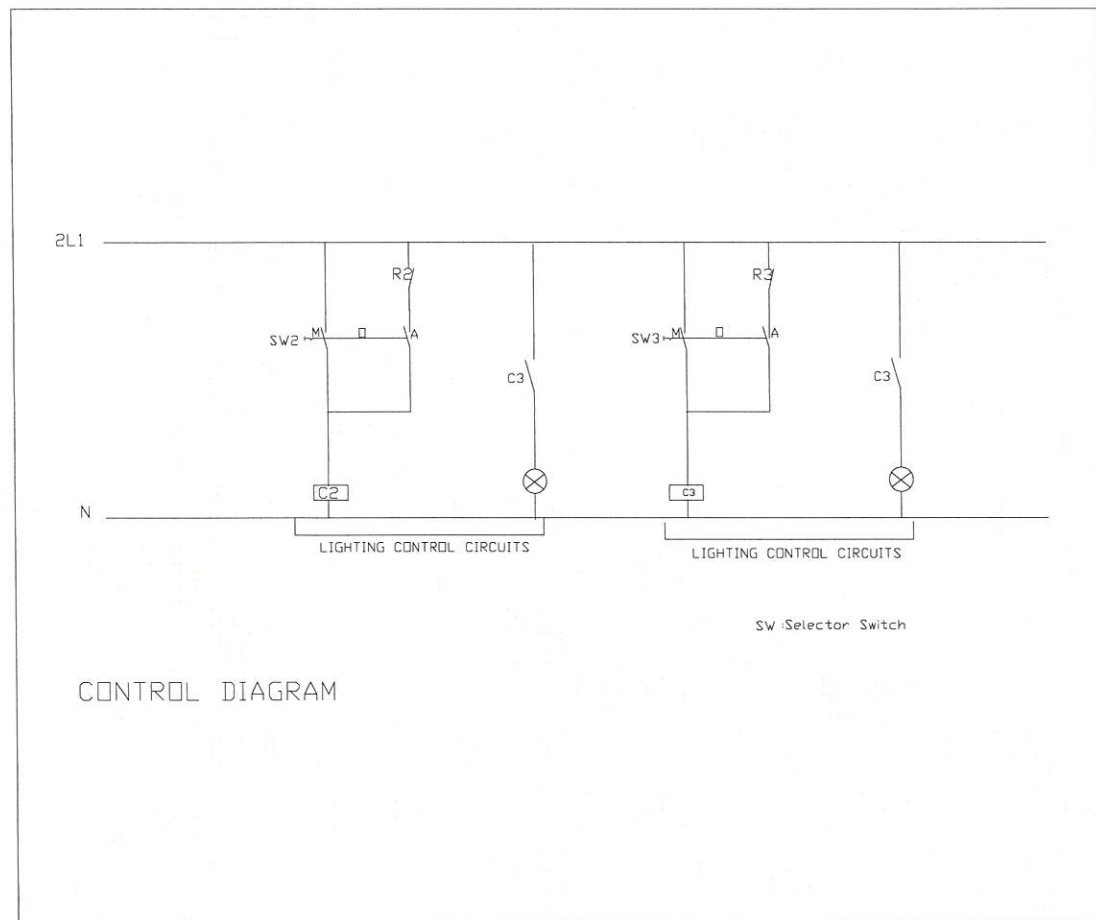 2L1
R2
R3
SW2 M O A
SW3 M O A
C3
C3
C2
C3
N
LIGHTING CONTROL CIRCUITS
LIGHTING CONTROL CIRCUITS
SW :Selector Switch
CONTROL DIAGRAM